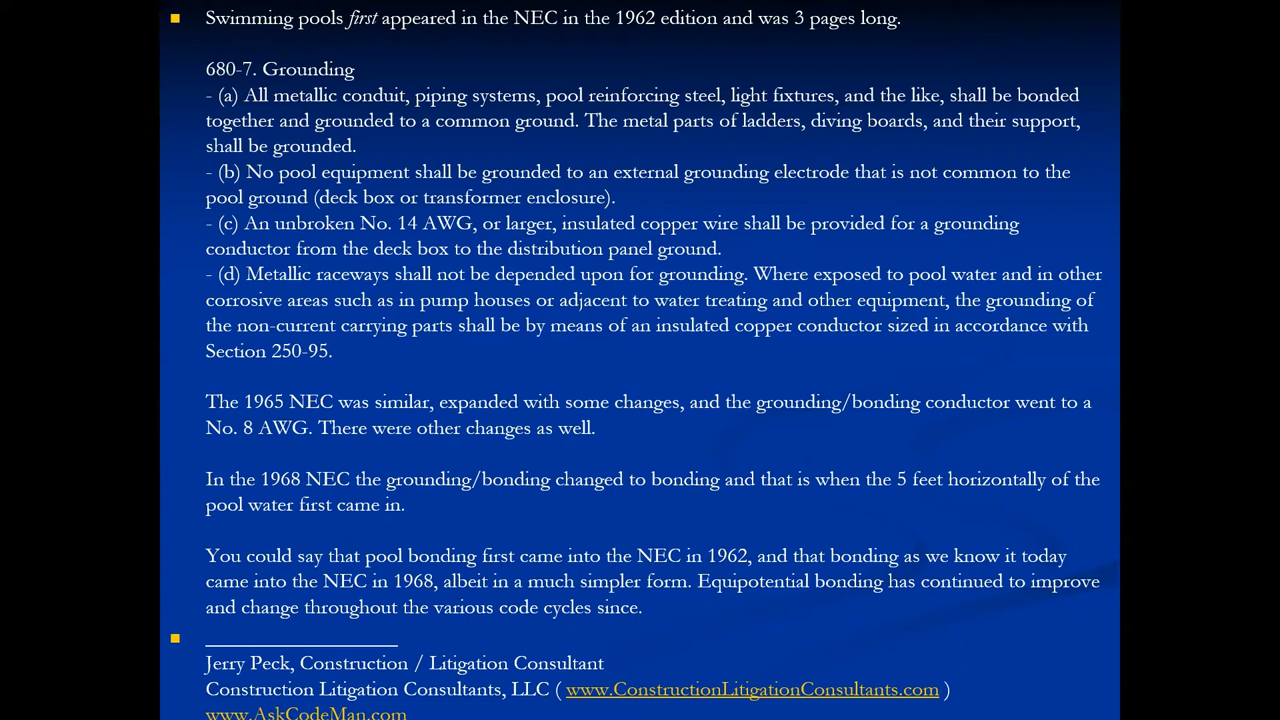 Swimming pools first appeared in the NEC in the 1962 edition and was 3 pages long.
680-7. Grounding
- (a) All metallic conduit, piping systems, pool reinforcing steel, light fixtures, and the like, shall be bonded
together and grounded to a common ground. The metal parts of ladders, diving boards, and their support,
shall be grounded.
- (b) No pool equipment shall be grounded to an external grounding electrode that is not common to the
pool ground (deck box or transformer enclosure).
- (c) An unbroken No. 14 AWG, or larger, insulated copper wire shall be provided for a grounding
conductor from the deck box to the distribution panel ground.
- (d) Metallic raceways shall not be depended upon for grounding. Where exposed to pool water and in other
corrosive areas such as in pump houses or adjacent to water treating and other equipment, the grounding of
the non-current carrying parts shall be by means of an insulated copper conductor sized in accordance with
Section 250-95.
The 1965 NEC was similar, expanded with some changes, and the grounding/bonding conductor went to a
No. 8 AWG. There were other changes as well.
In the 1968 NEC the grounding/bonding changed to bonding and that is when the 5 feet horizontally of the
pool water first came in.
You could say that pool bonding first came into the NEC in 1962, and that bonding as we know it today
came into the NEC in 1968, albeit in a much simpler form. Equipotential bonding has continued to improve
and change throughout the various code cycles since.
Jerry Peck, Construction / Litigation Consultant
Construction Litigation Consultants, LLC ( www.ConstructionLitigationConsultants.com )
www.AskCodeMan.com